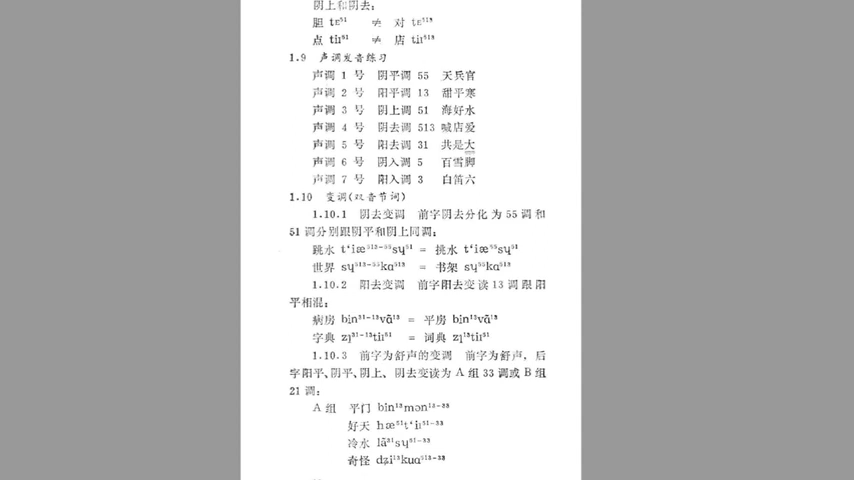 阴上和阴去:
胆 tɛ⁵¹ ≠ 对 tɛ⁵¹³
点 tiɪ⁵¹ ≠ 店 tiɪ⁵¹³
1.9 声调发音练习
声调 1 号 阴平调 55 天兵官
声调 2 号 阳平调 13 甜平寒
声调 3 号 阴上调 51 海好水
声调 4 号 阴去调 513 喊店爱
声调 5 号 阳去调 31 共是大
声调 6 号 阴入调 5 百雪脚
声调 7 号 阳入调 3 白笛六
1.10 变调(双音节词)
1.10.1 阴去变调 前字阴去分化为 55 调和
51 调分别跟阴平和阴上同调:
跳水 t‘iæ⁵¹³⁻⁵⁵sɥ⁵¹ = 挑水 t‘iæ⁵⁵sɥ⁵¹
世界 sɥ⁵¹³⁻⁵⁵kɑ⁵¹³ = 书架 sɥ⁵⁵kɑ⁵¹³
1.10.2 阳去变调 前字阳去变读 13 调跟阳
平相混:
病房 bin³¹⁻¹³vɑ̃¹³ = 平房 bin¹³vɑ̃¹³
字典 zɿ³¹⁻¹³tiɪ⁵¹ = 词典 zɿ¹³tiɪ⁵¹
1.10.3 前字为舒声的变调 前字为舒声,后
字阳平、阴平、阴上、阴去变读为 A 组 33 调或 B 组
21 调:
A 组 平门 bin¹³mən¹³⁻³³
好天 hæ⁵¹t‘iɪ⁵¹⁻³³
冷水 lɑ̃³¹sɥ⁵¹⁻³³
奇怪 dʑi¹³kuɑ⁵¹³⁻³³